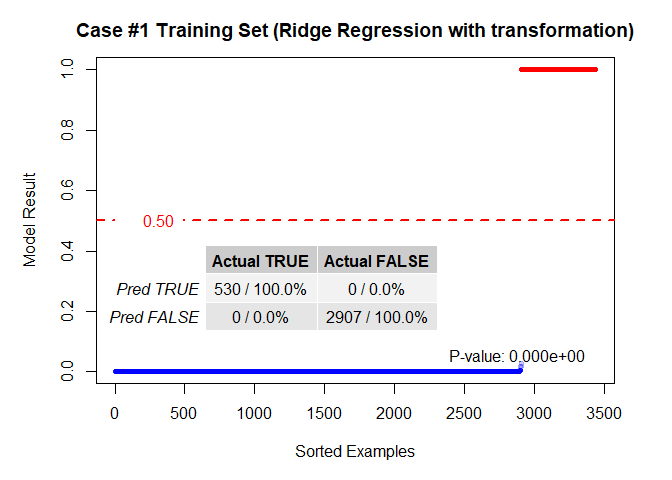 Case #1 Training Set (Ridge Regression with transformation)
Model Result
1.0
0.8
0.6
0.4
0.2
0.0
0.50
Actual TRUE Actual FALSE
Pred TRUE 530 / 100.0% 0 / 0.0%
Pred FALSE 0 / 0.0% 2907 / 100.0%
P-value: 0.000e+00
0 500 1000 1500 2000 2500 3000 3500
Sorted Examples